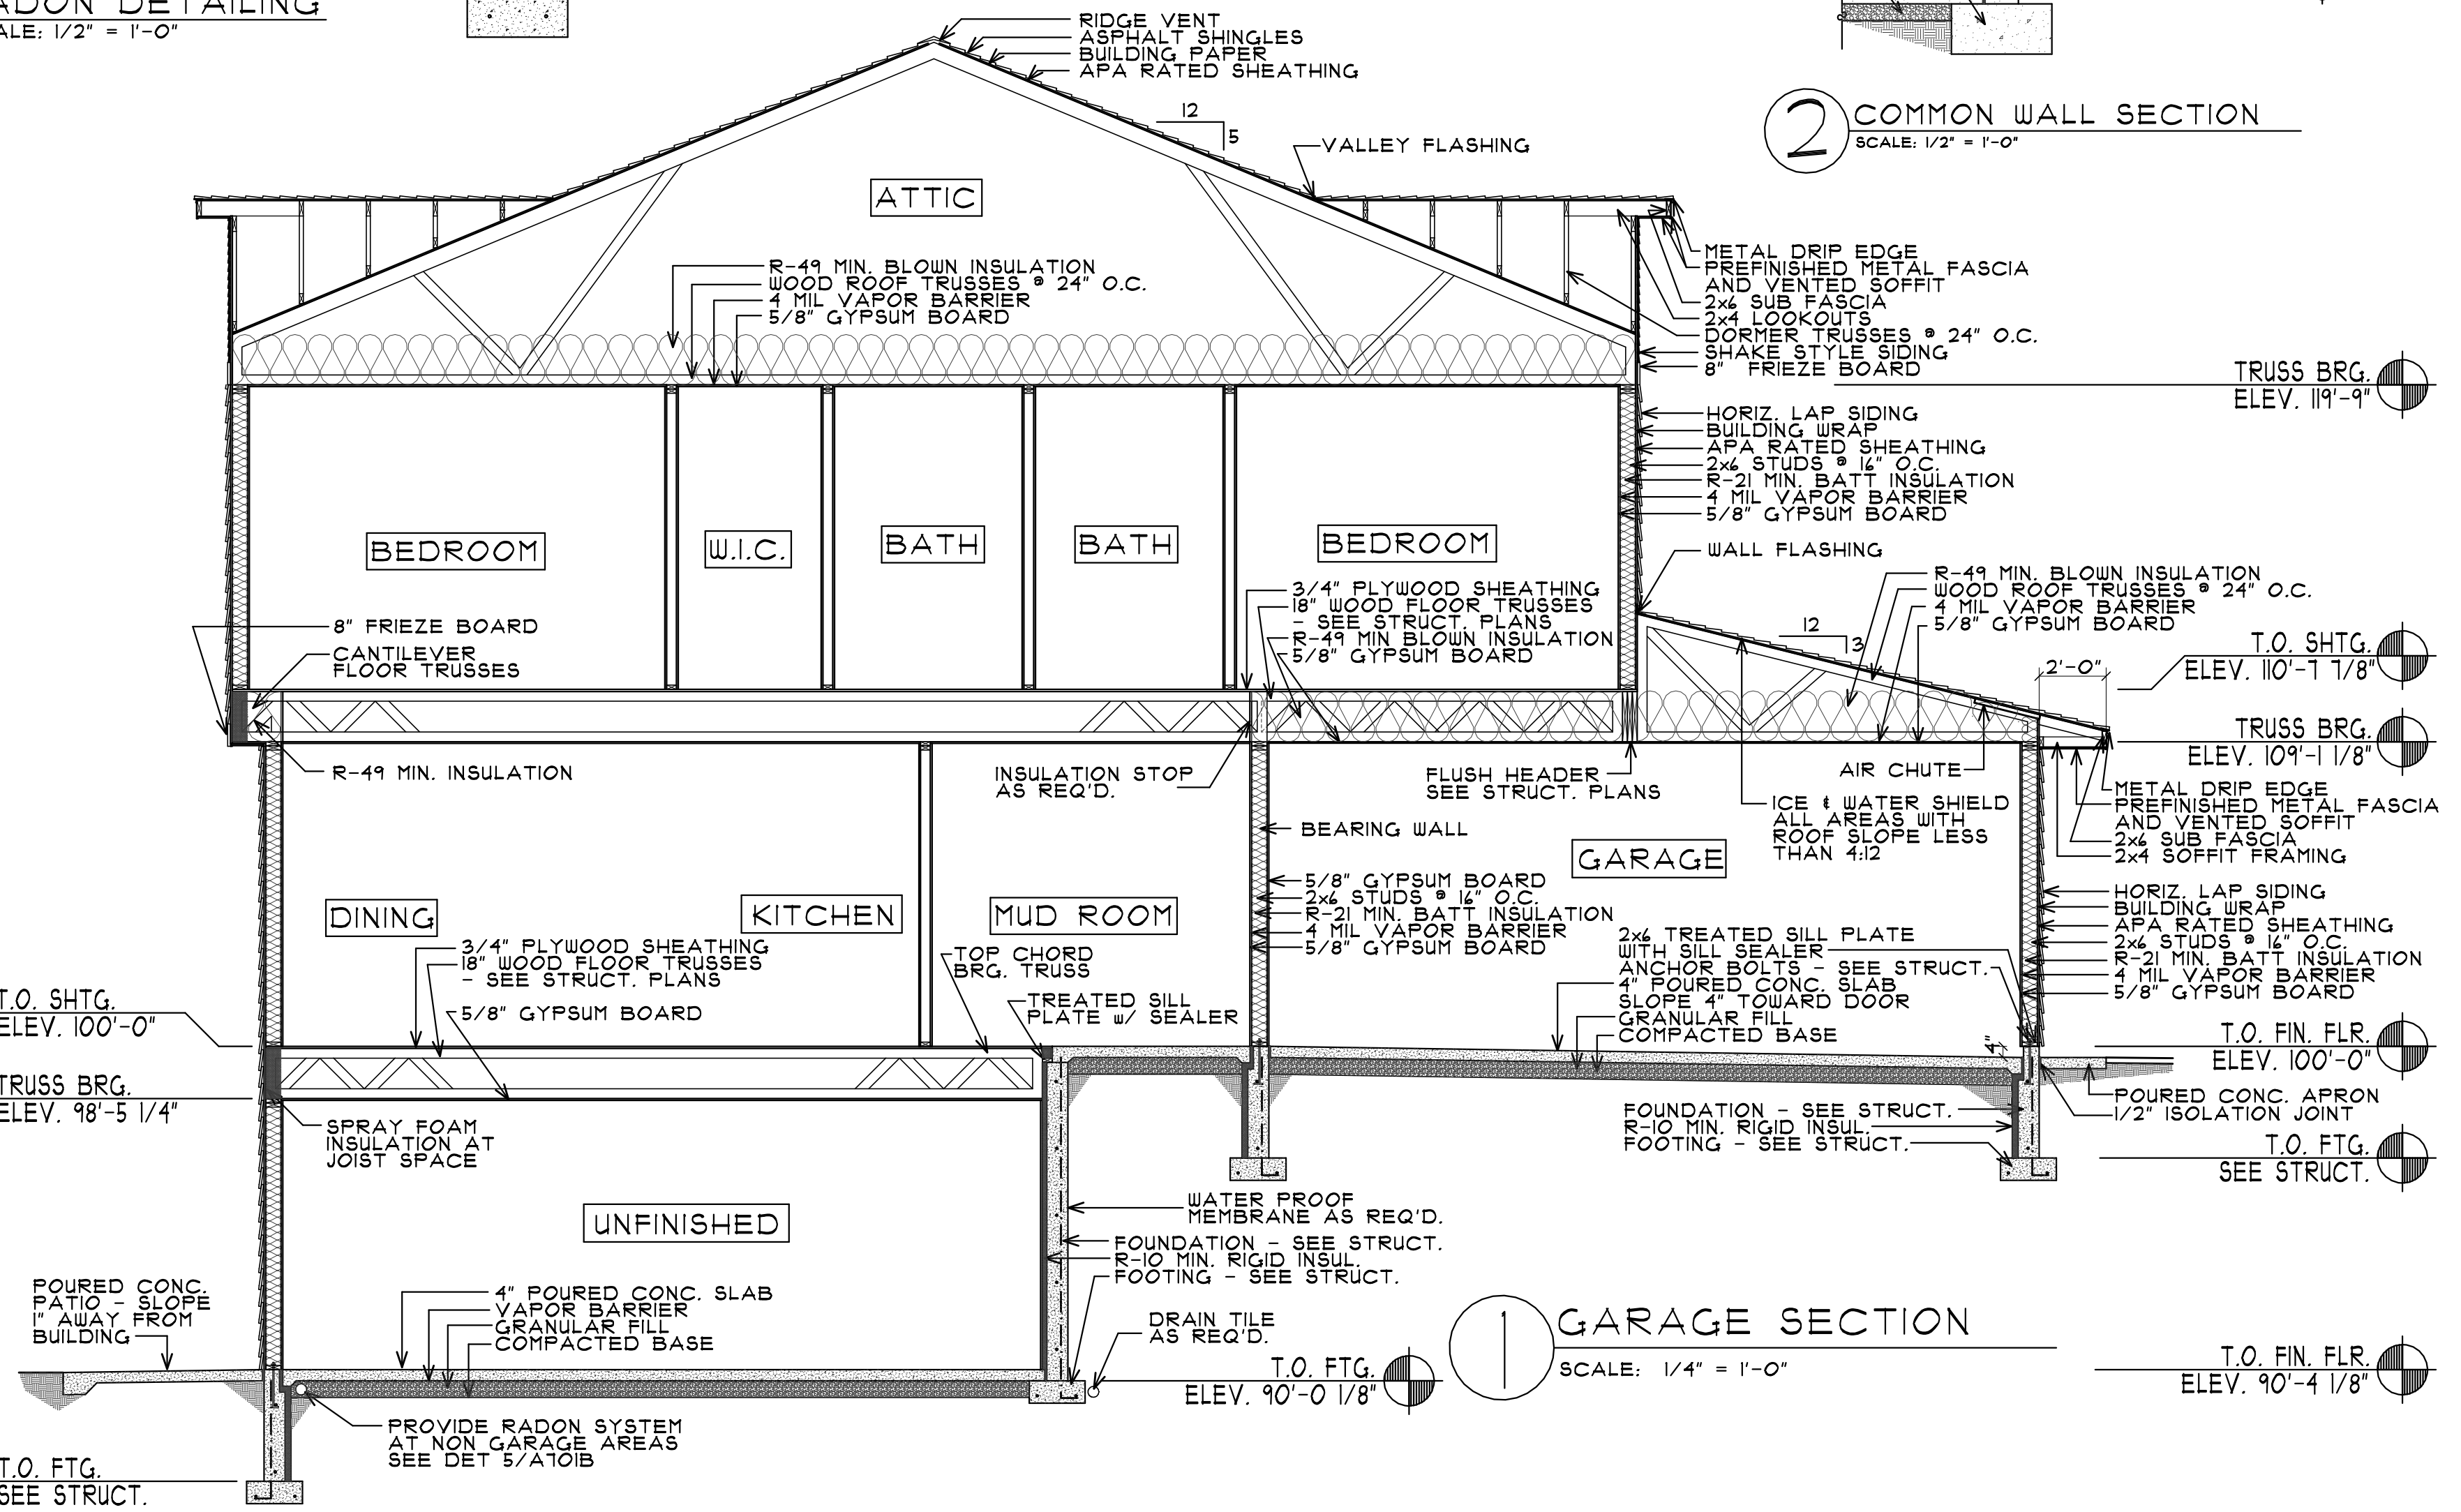 SCALE: 1/2" = 1'-0"
RIDGE VENT
ASPHALT SHINGLES
BUILDING PAPER
APA RATED SHEATHING
12
5
VALLEY FLASHING
2
COMMON WALL SECTION
SCALE: 1/2" = 1'-0"
ATTIC
R-49 MIN. BLOWN INSULATION
WOOD ROOF TRUSSES @ 24" O.C.
4 MIL VAPOR BARRIER
5/8" GYPSUM BOARD
METAL DRIP EDGE
PREFINISHED METAL FASCIA
AND VENTED SOFFIT
2x6 SUB FASCIA
2x4 LOOKOUTS
DORMER TRUSSES @ 24" O.C.
SHAKE STYLE SIDING
8" FRIEZE BOARD
TRUSS BRG.
ELEV. 119'-9"
HORIZ. LAP SIDING
BUILDING WRAP
APA RATED SHEATHING
2x6 STUDS @ 16" O.C.
R-21 MIN. BATT INSULATION
4 MIL VAPOR BARRIER
5/8" GYPSUM BOARD
BEDROOM
W.I.C.
BATH
BATH
BEDROOM
WALL FLASHING
3/4" PLYWOOD SHEATHING
18" WOOD FLOOR TRUSSES
- SEE STRUCT. PLANS
R-49 MIN BLOWN INSULATION
5/8" GYPSUM BOARD
R-49 MIN. BLOWN INSULATION
WOOD ROOF TRUSSES @ 24" O.C.
4 MIL VAPOR BARRIER
5/8" GYPSUM BOARD
12
3
8" FRIEZE BOARD
CANTILEVER
FLOOR TRUSSES
2'-0"
T.O. SHTG.
ELEV. 110'-7 7/8"
TRUSS BRG.
ELEV. 109'-1 1/8"
R-49 MIN. INSULATION
INSULATION STOP
AS REQ'D.
FLUSH HEADER
SEE STRUCT. PLANS
AIR CHUTE
ICE & WATER SHIELD
ALL AREAS WITH
ROOF SLOPE LESS
THAN 4:12
METAL DRIP EDGE
PREFINISHED METAL FASCIA
AND VENTED SOFFIT
2x6 SUB FASCIA
2x4 SOFFIT FRAMING
BEARING WALL
GARAGE
5/8" GYPSUM BOARD
2x6 STUDS @ 16" O.C.
R-21 MIN. BATT INSULATION
4 MIL VAPOR BARRIER
5/8" GYPSUM BOARD
HORIZ. LAP SIDING
BUILDING WRAP
APA RATED SHEATHING
2x6 STUDS @ 16" O.C.
R-21 MIN. BATT INSULATION
4 MIL VAPOR BARRIER
5/8" GYPSUM BOARD
DINING
KITCHEN
MUD ROOM
3/4" PLYWOOD SHEATHING
18" WOOD FLOOR TRUSSES
- SEE STRUCT. PLANS
5/8" GYPSUM BOARD
TOP CHORD
BRG. TRUSS
TREATED SILL
PLATE w/ SEALER
2x6 TREATED SILL PLATE
WITH SILL SEALER
ANCHOR BOLTS - SEE STRUCT.
4" POURED CONC. SLAB
SLOPE 4" TOWARD DOOR
GRANULAR FILL
COMPACTED BASE
4"
T.O. SHTG.
ELEV. 100'-0"
TRUSS BRG.
ELEV. 98'-5 1/4"
T.O. FIN. FLR.
ELEV. 100'-0"
POURED CONC. APRON
1/2" ISOLATION JOINT
SPRAY FOAM
INSULATION AT
JOIST SPACE
FOUNDATION - SEE STRUCT.
R-10 MIN. RIGID INSUL.
FOOTING - SEE STRUCT.
T.O. FTG.
SEE STRUCT.
UNFINISHED
WATER PROOF
MEMBRANE AS REQ'D.
FOUNDATION - SEE STRUCT.
R-10 MIN. RIGID INSUL.
FOOTING - SEE STRUCT.
POURED CONC.
PATIO - SLOPE
1" AWAY FROM
BUILDING
4" POURED CONC. SLAB
VAPOR BARRIER
GRANULAR FILL
COMPACTED BASE
DRAIN TILE
AS REQ'D.
T.O. FTG.
ELEV. 90'-0 1/8"
1
GARAGE SECTION
SCALE: 1/4" = 1'-0"
T.O. FIN. FLR.
ELEV. 90'-4 1/8"
PROVIDE RADON SYSTEM
AT NON GARAGE AREAS
SEE DET 5/A701B
T.O. FTG.
SEE STRUCT.